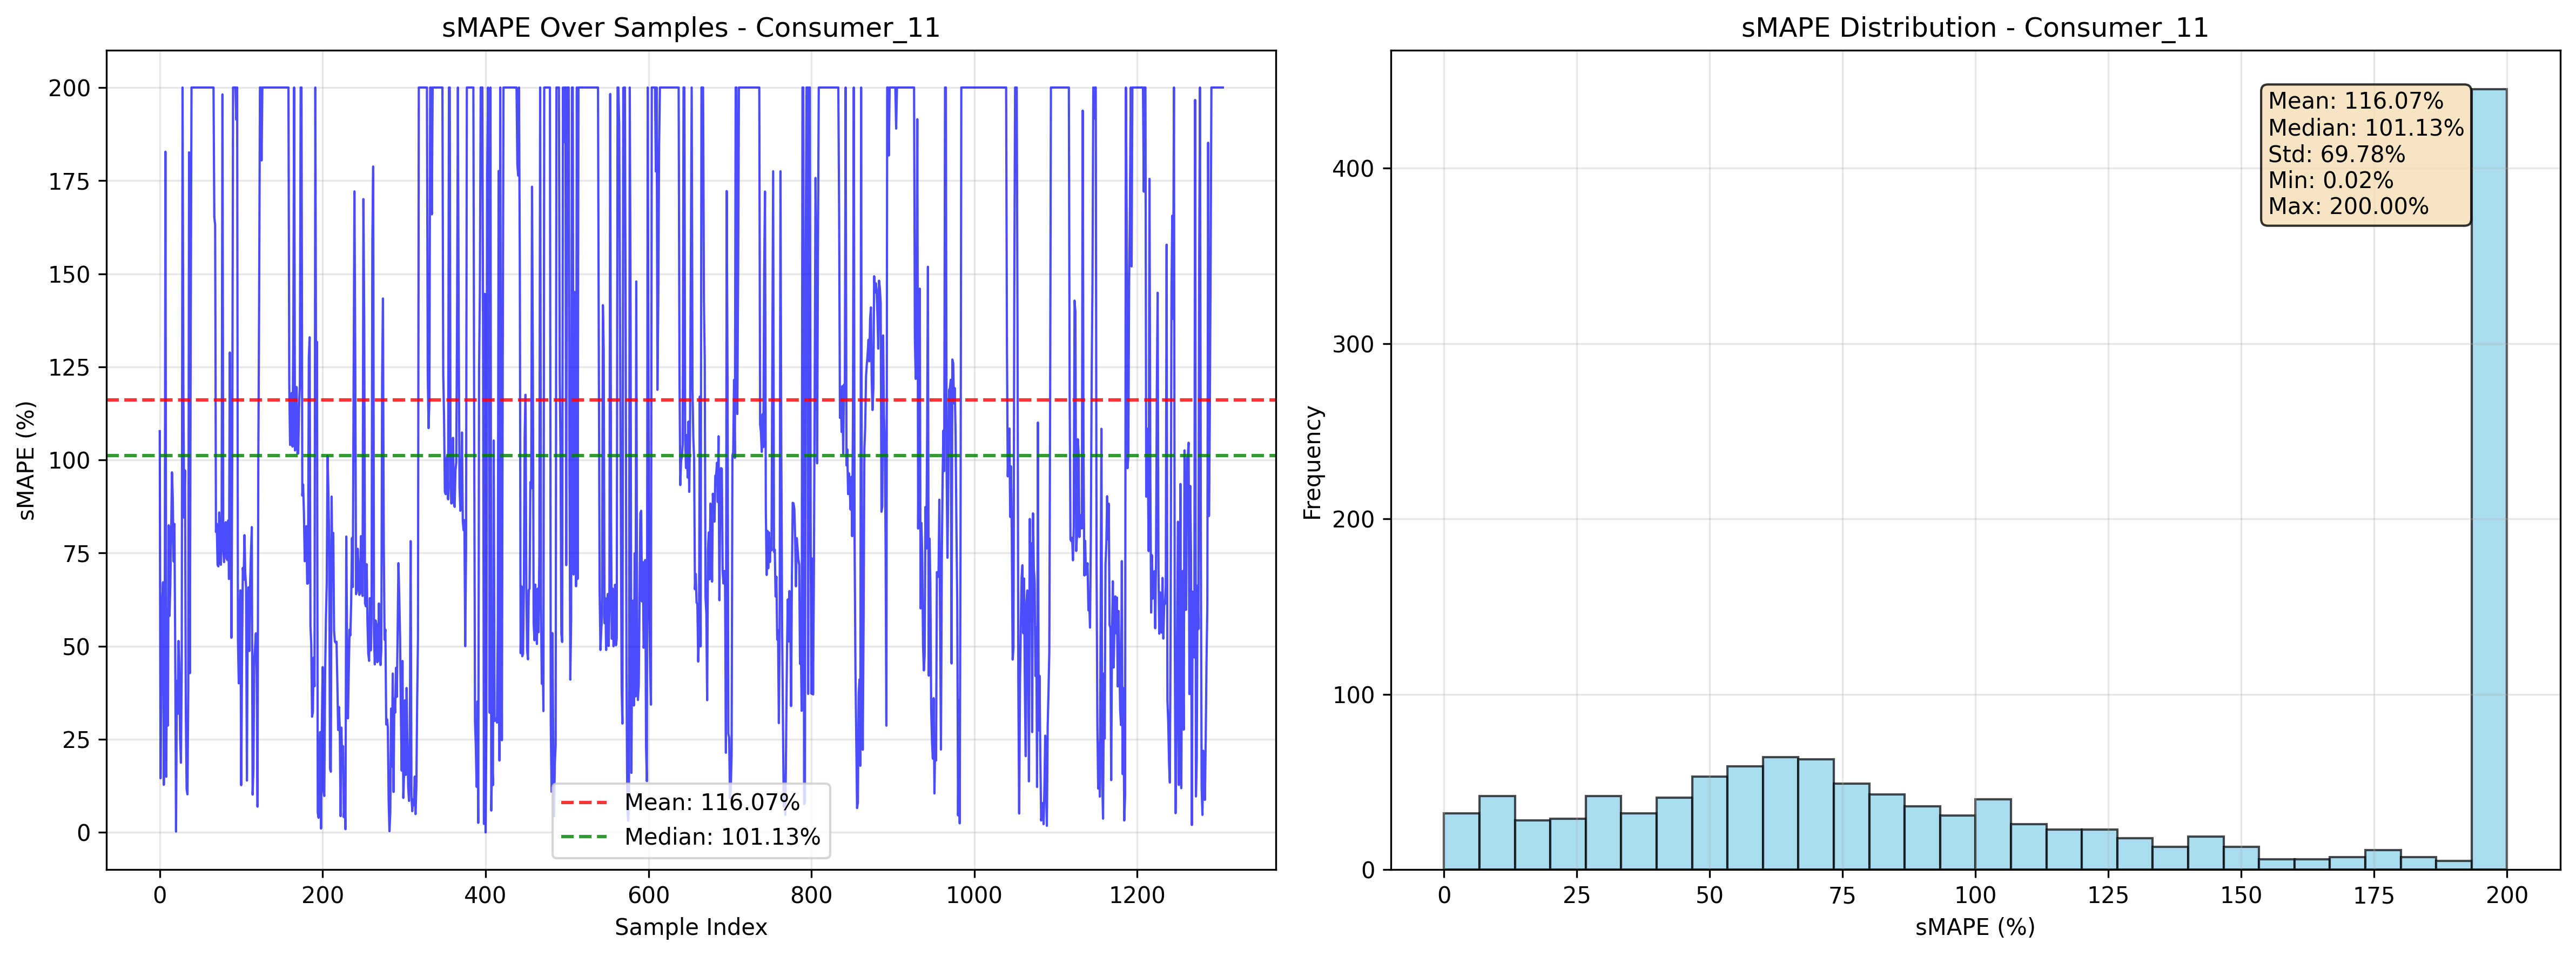 sMAPE Over Samples - Consumer_11
sMAPE (%)
200
175
150
125
100
75
50
25
0
Mean: 116.07%
Median: 101.13%
0
200
400
600
800
1000
1200
Sample Index
sMAPE Distribution - Consumer_11
Frequency
400
300
200
100
0
Mean: 116.07%
Median: 101.13%
Std: 69.78%
Min: 0.02%
Max: 200.00%
0
25
50
75
100
125
150
175
200
sMAPE (%)